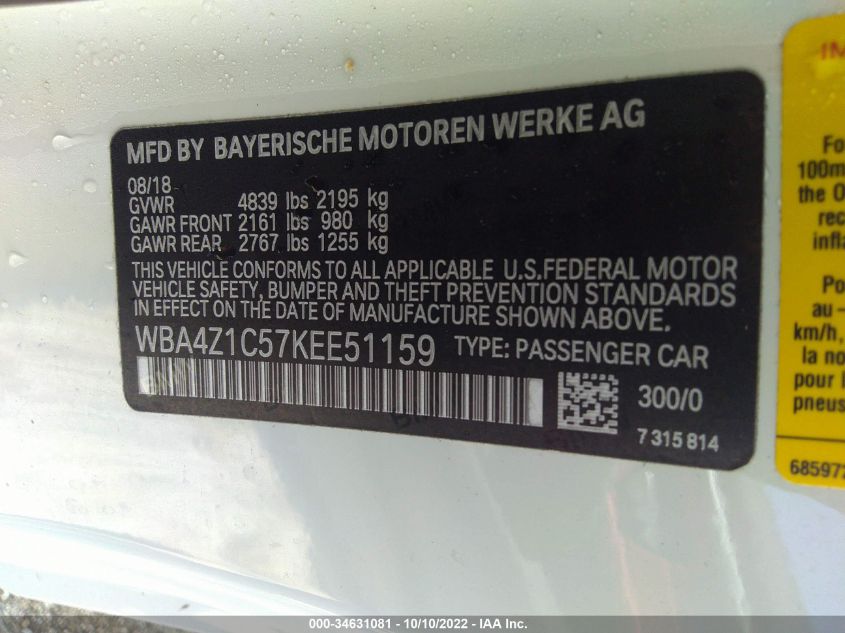 MFD BY BAYERISCHE MOTOREN WERKE AG
08/18
GVWR 4839 lbs 2195 kg
GAWR FRONT 2161 lbs 980 kg
GAWR REAR 2767 lbs 1255 kg
THIS VEHICLE CONFORMS TO ALL APPLICABLE U.S.FEDERAL MOTOR
VEHICLE SAFETY, BUMPER AND THEFT PREVENTION STANDARDS
IN EFFECT ON THE DATE OF MANUFACTURE SHOWN ABOVE.
WBA4Z1C57KEE51159 TYPE: PASSENGER CAR
300/0
7 315 814
IM
Fo
100m
the O
rec
infla
Po
au-
km/h,
la no
pour l
pneus
685972
000-34631081 - 10/10/2022 - IAA Inc.